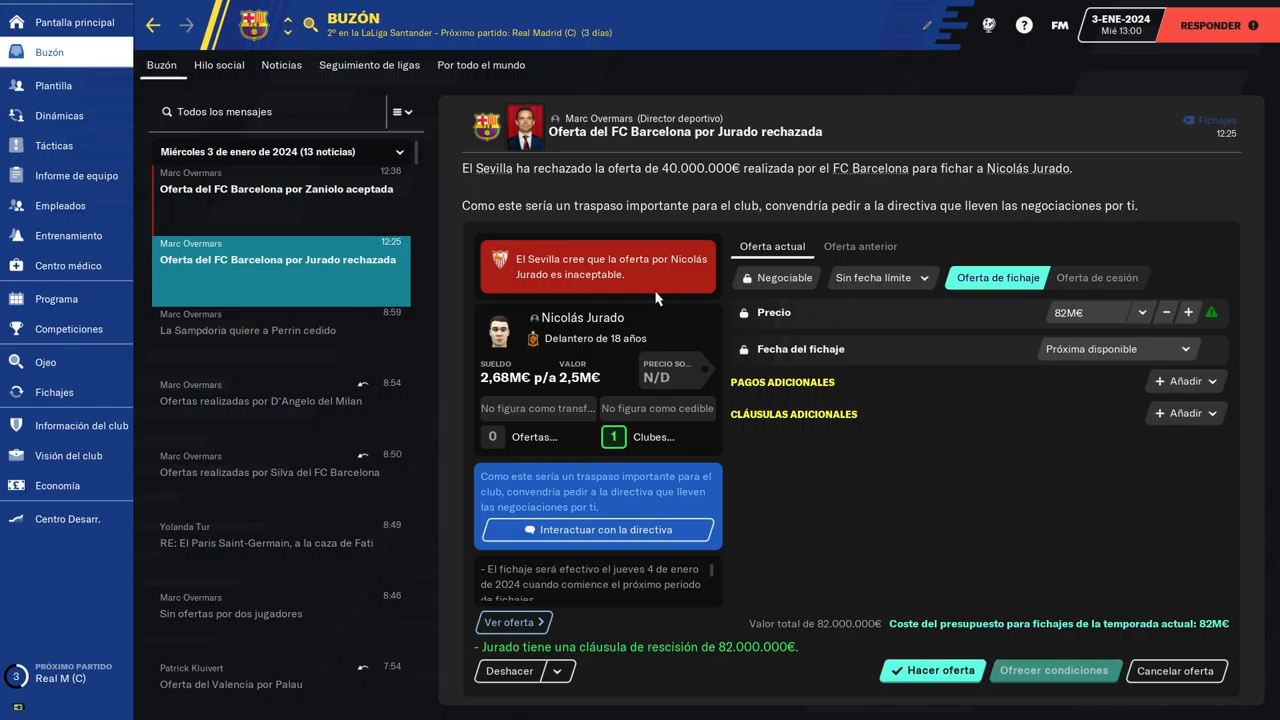 Pantalla principal
Buzón
Plantilla
Dinámicas
Tácticas
Informe de equipo
Empleados
Entrenamiento
Centro médico
Programa
Competiciones
Ojeo
Fichajes
Información del club
Visión del club
Economía
Centro Desarr.
3
PRÓXIMO PARTIDO
Real M (C)
BUZÓN
2º en la LaLiga Santander - Próximo partido: Real Madrid (C) (3 días)
?
FM
3-ENE-2024
Mié 13:00
RESPONDER
Buzón
Hilo social
Noticias
Seguimiento de ligas
Por todo el mundo
Todos los mensajes
Miércoles 3 de enero de 2024 (13 noticias)
Marc Overmars 12:36
Oferta del FC Barcelona por Zaniolo aceptada
Marc Overmars 12:25
Oferta del FC Barcelona por Jurado rechazada
Marc Overmars 8:59
La Sampdoria quiere a Perrin cedido
Marc Overmars 8:54
Ofertas realizadas por D'Angelo del Milan
Marc Overmars 8:50
Ofertas realizadas por Silva del FC Barcelona
Yolanda Tur 8:49
RE: El Paris Saint-Germain, a la caza de Fati
Marc Overmars 8:46
Sin ofertas por dos jugadores
Patrick Kluivert 7:54
Oferta del Valencia por Palau
Marc Overmars (Director deportivo)
Oferta del FC Barcelona por Jurado rechazada
Fichajes
12:25
El Sevilla ha rechazado la oferta de 40.000.000€ realizada por el FC Barcelona para fichar a Nicolás Jurado.
Como este sería un traspaso importante para el club, convendría pedir a la directiva que lleven las negociaciones por ti.
El Sevilla cree que la oferta por Nicolás
Jurado es inaceptable.
Nicolás Jurado
Delantero de 18 años
SUELDO VALOR PRECIO SO...
2,68M€ p/a 2,5M€ N/D
No figura como transf... No figura como cedible
0 Ofertas... 1 Clubes...
Como este sería un traspaso importante para el
club, convendría pedir a la directiva que lleven
las negociaciones por ti.
Interactuar con la directiva
- El fichaje será efectivo el jueves 4 de enero
de 2024 cuando comience el próximo periodo
de fichajes
Ver oferta
Oferta actual Oferta anterior
Negociable Sin fecha límite Oferta de fichaje Oferta de cesión
Precio 82M€ - +
Fecha del fichaje Próxima disponible
PAGOS ADICIONALES + Añadir
CLÁUSULAS ADICIONALES + Añadir
Valor total de 82.000.000€ Coste del presupuesto para fichajes de la temporada actual: 82M€
- Jurado tiene una cláusula de rescisión de 82.000.000€.
Deshacer Hacer oferta Ofrecer condiciones Cancelar oferta